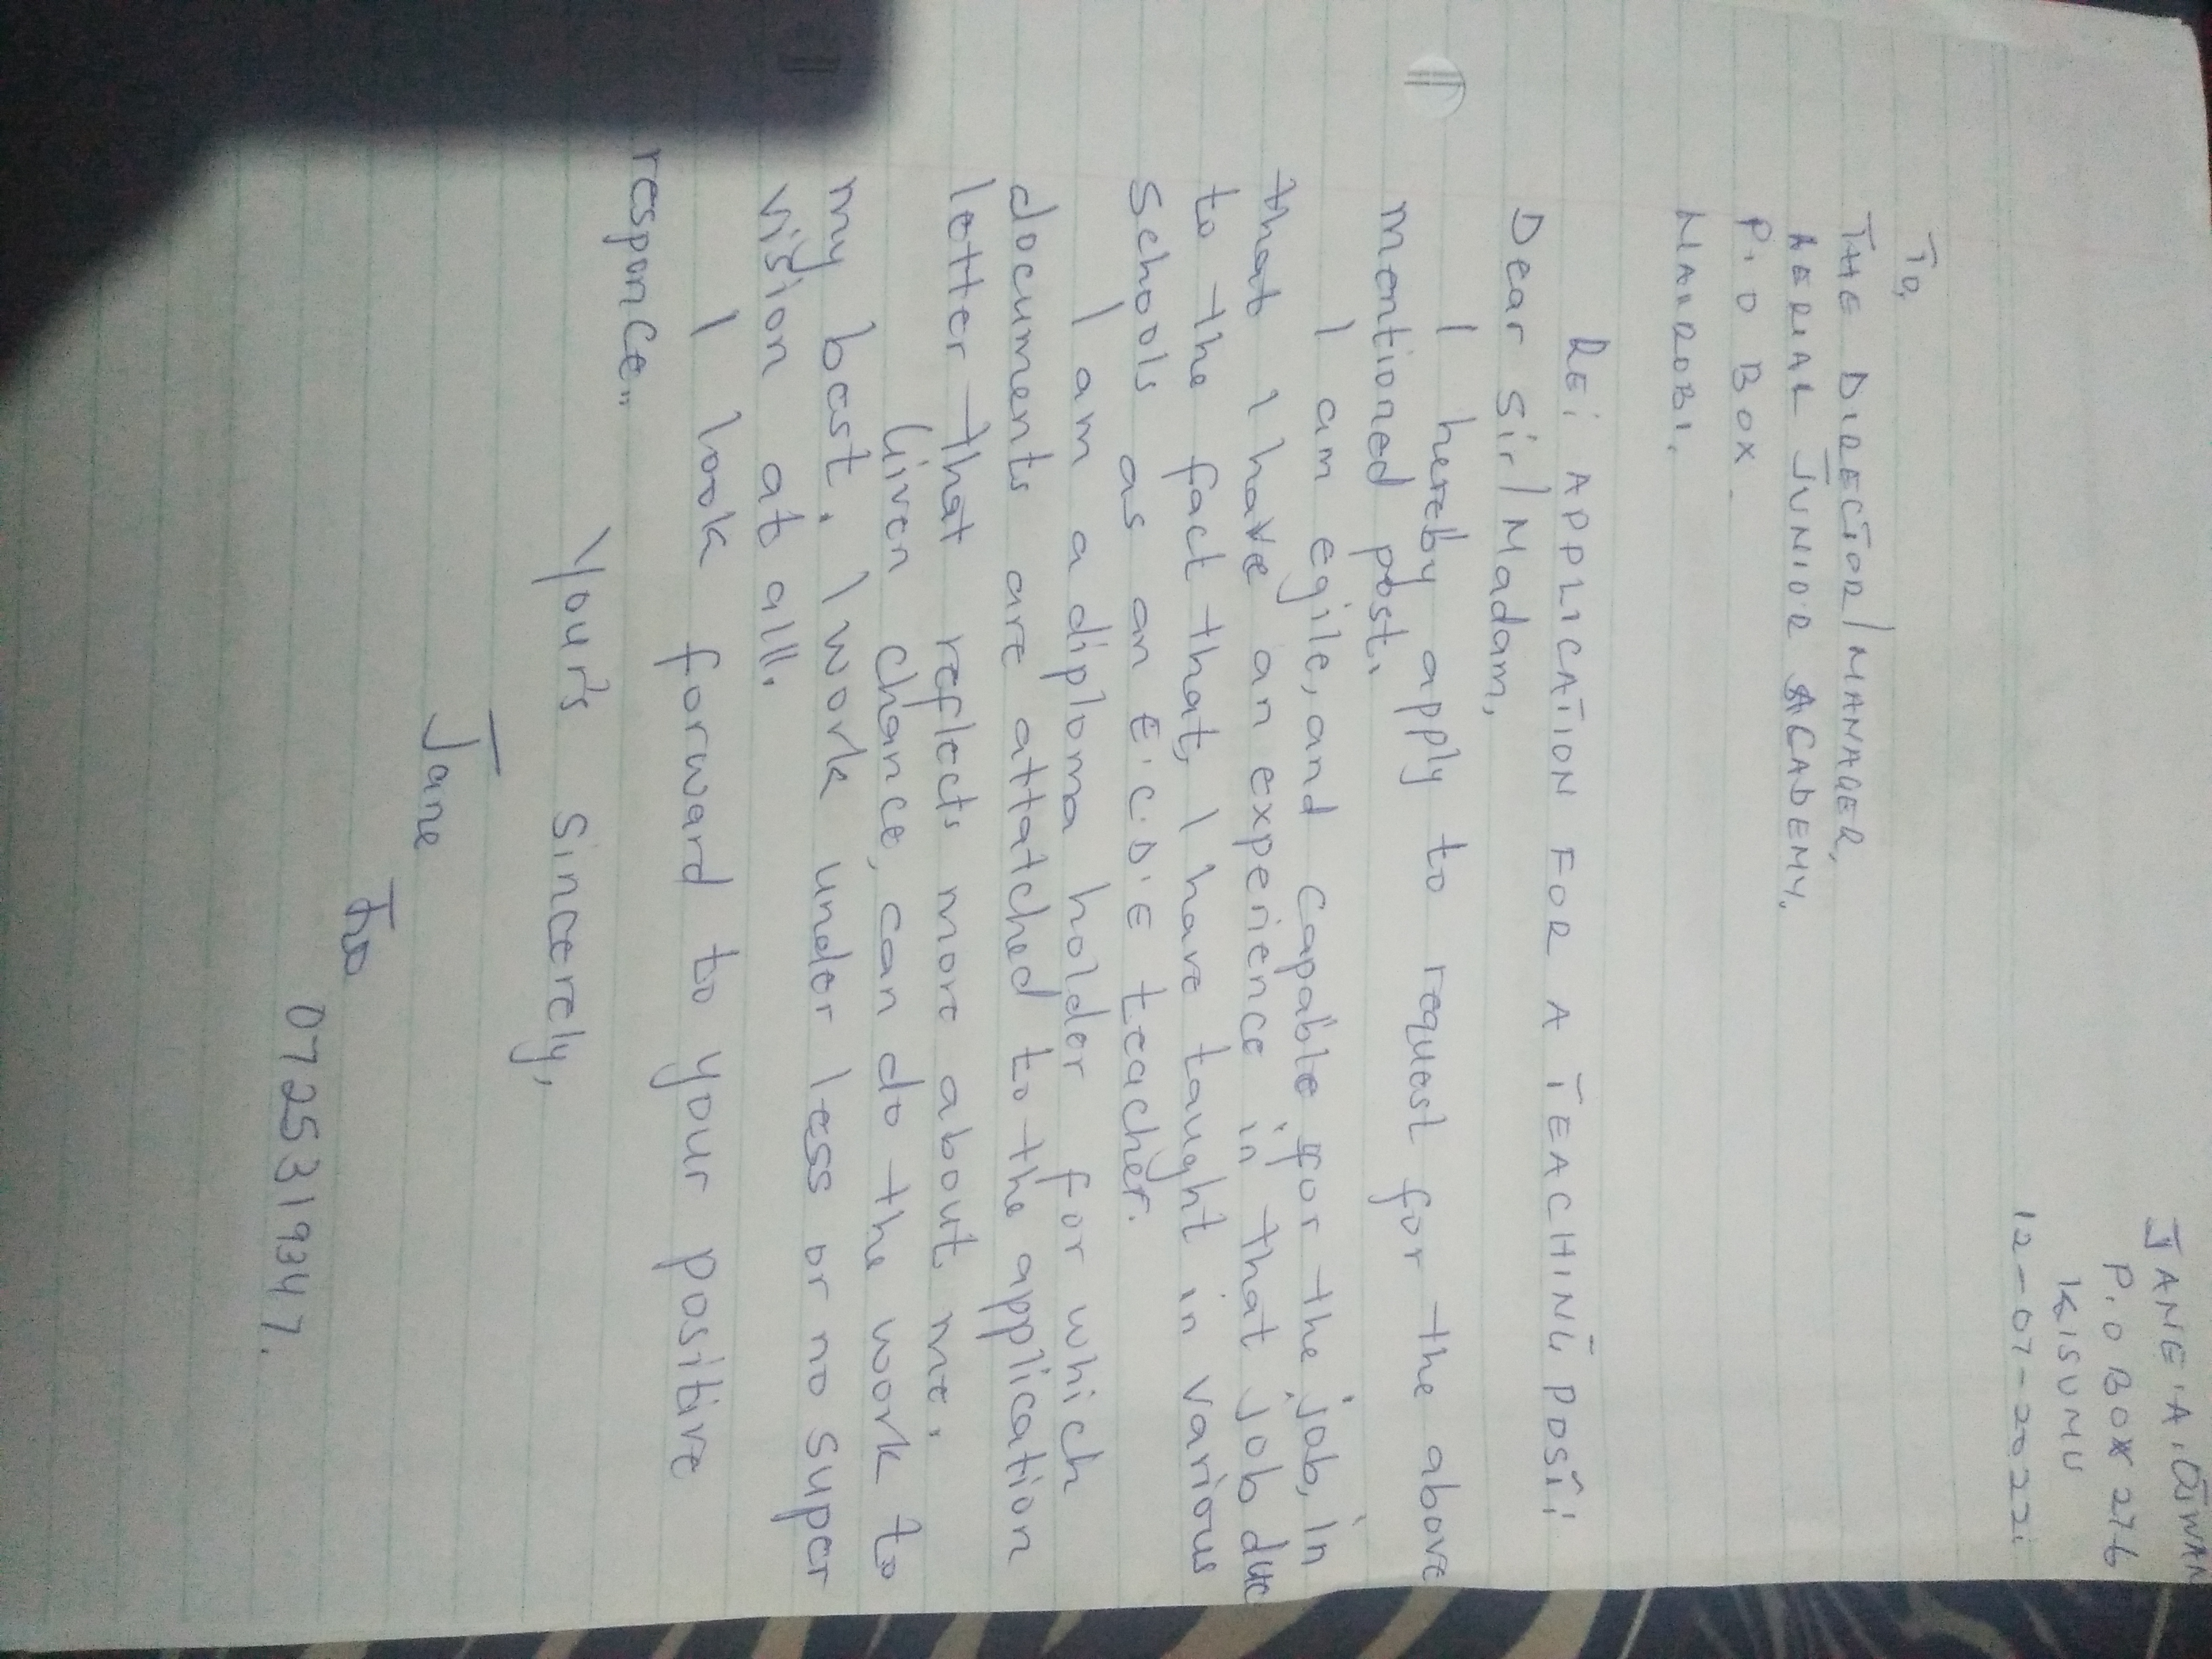 JANE A. OTWAN
P.O BOX 276
KISUMU
12-07-2022.
To,
THE DIRECTOR/MANAGER,
AERIAL JUNIOR ACADEMY.
P.O BOX.
NAIROBI.
RE: APPLICATION FOR A TEACHING POST:
Dear Sir/Madam,
I hereby apply to request for the above
mentioned post.
I am egile, and capable for the job, in
that I have an experience in that job due
to the fact that, I have taught in various
schools as an E.C.D.E teacher.
I am a diploma holder for which
documents are attatched to the application
letter that reflects more about me.
Given chance, can do the work to
my best. I work under less or no super
vision at all.
I look forward to your positive
responce..
Your's sincerely,
Jane
0725319347.